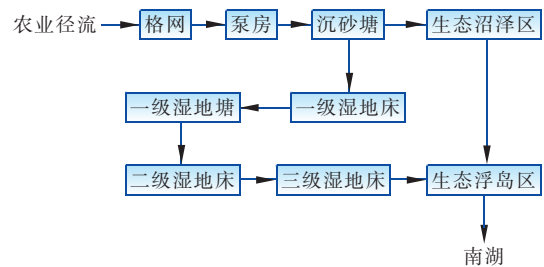 农业径流 格网 泵房 沉砂塘 生态沼泽区
一级湿地塘 一级湿地床
二级湿地床 三级湿地床 生态浮岛区
南湖